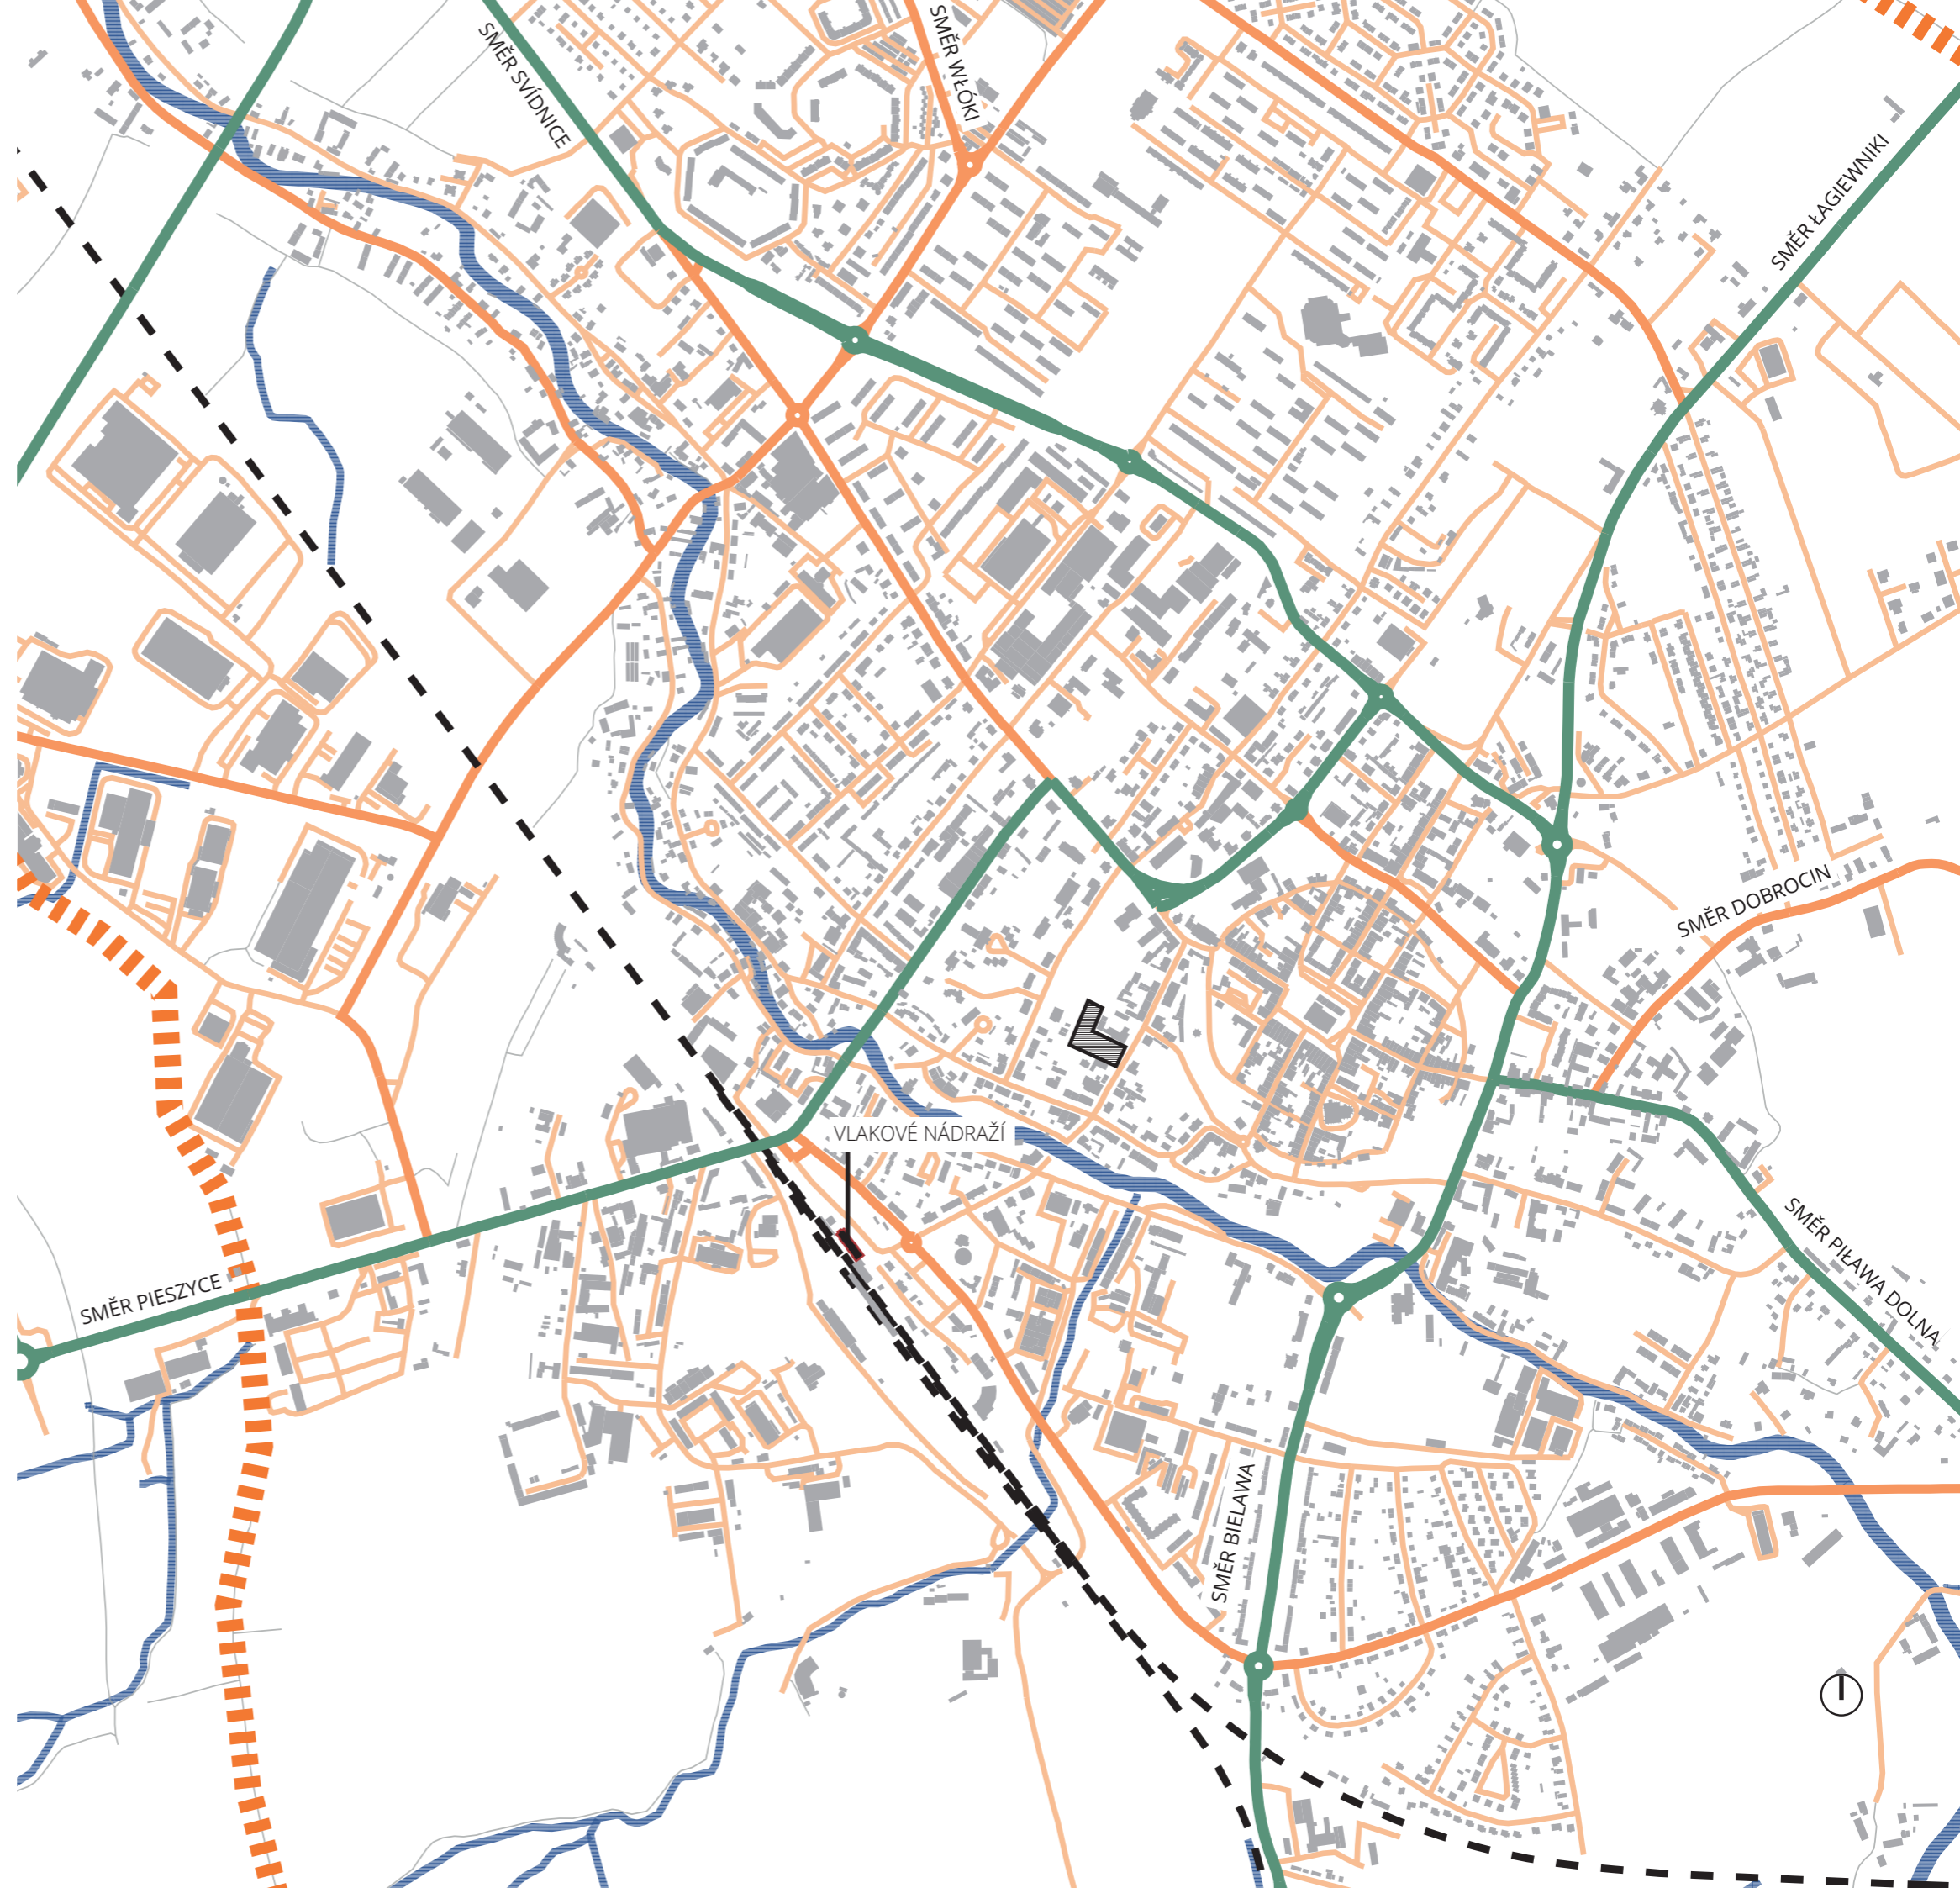 SMĚR SVÍDNICE
SMĚR WŁÓKI
SMĚR ŁAGIEWNIKI
SMĚR DOBROCIN
VLAKOVÉ NÁDRAŽÍ
SMĚR PIŁAWA DOLNA
SMĚR PIESZYCE
SMĚR BIELAWA